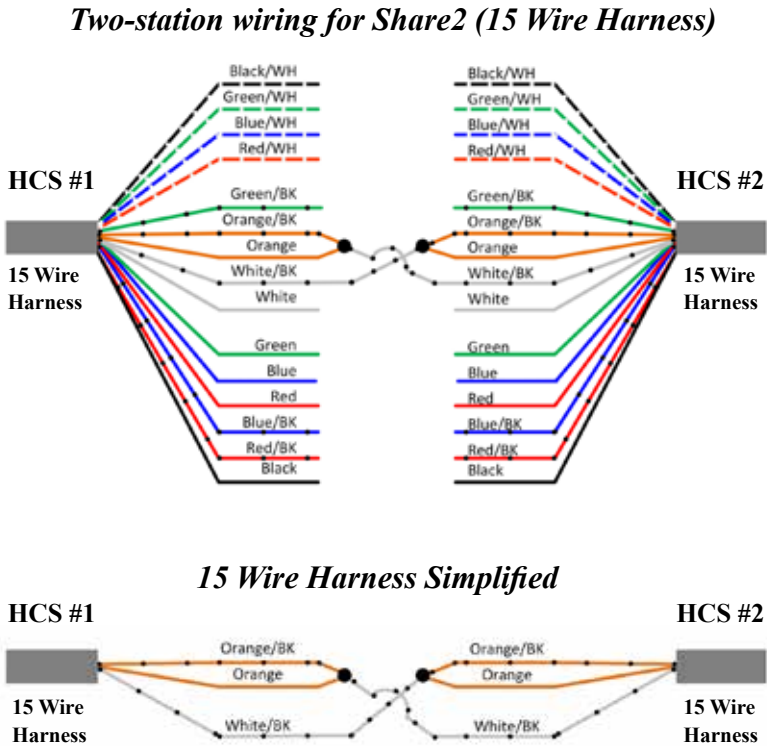 Two-station wiring for Share2 (15 Wire Harness)
Black/WH Black/WH
Green/WH Green/WH
Blue/WH Blue/WH
Red/WH Red/WH
HCS #1 HCS #2
Green/BK Green/BK
Orange/BK Orange/BK
Orange Orange
15 Wire White/BK White/BK 15 Wire
Harness White White Harness
Green Green
Blue Blue
Red Red
Blue/BK Blue/BK
Red/BK Red/BK
Black Black
15 Wire Harness Simplified
HCS #1 HCS #2
Orange/BK Orange/BK
Orange Orange
15 Wire 15 Wire
Harness White/BK White/BK Harness